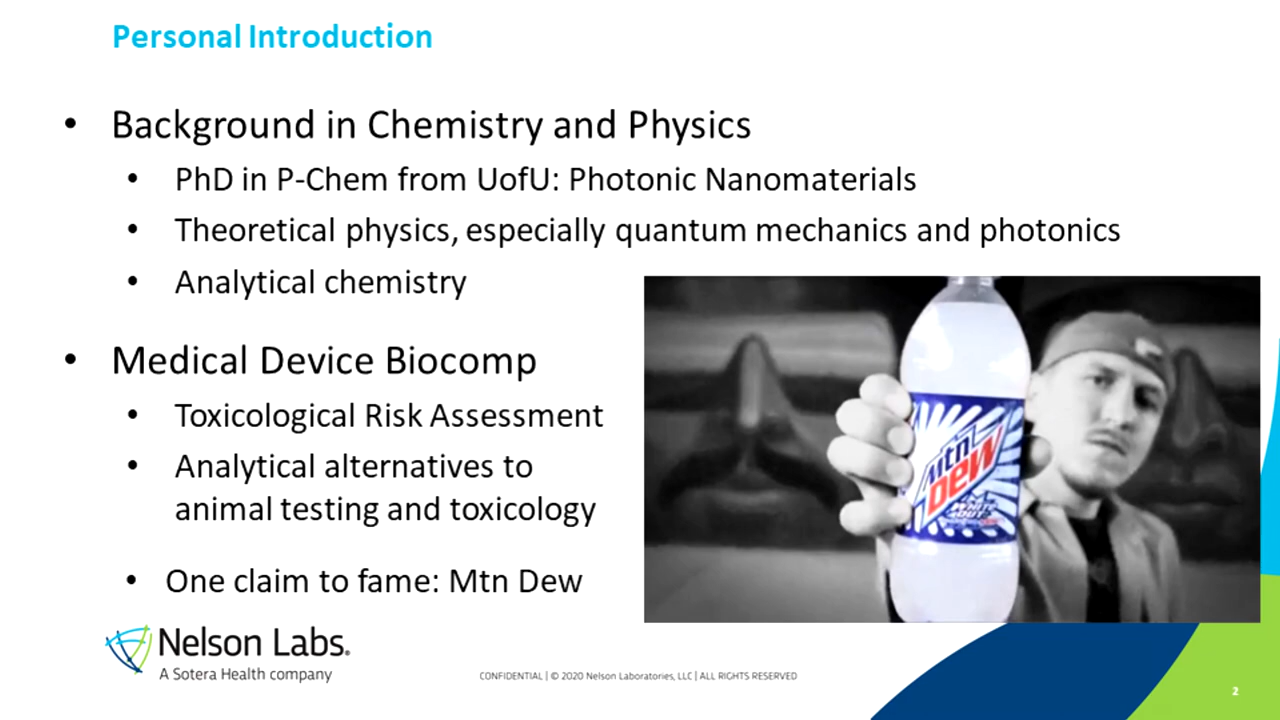 Personal Introduction
Background in Chemistry and Physics
PhD in P-Chem from UofU: Photonic Nanomaterials
Theoretical physics, especially quantum mechanics and photonics
Analytical chemistry
Medical Device Biocomp
Toxicological Risk Assessment
Analytical alternatives to
animal testing and toxicology
One claim to fame: Mtn Dew
Mtn
DEW
WHITE
OUT
Nelson Labs.
A Sotera Health company
CONFIDENTIAL | © 2020 Nelson Laboratories, LLC | ALL RIGHTS RESERVED
2